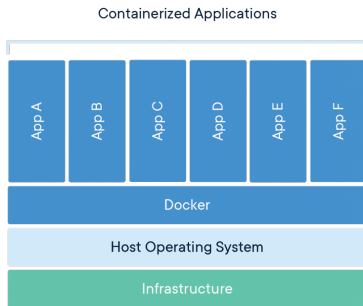 Containerized Applications
App A
App B
App C
App D
App E
App F
Docker
Host Operating System
Infrastructure